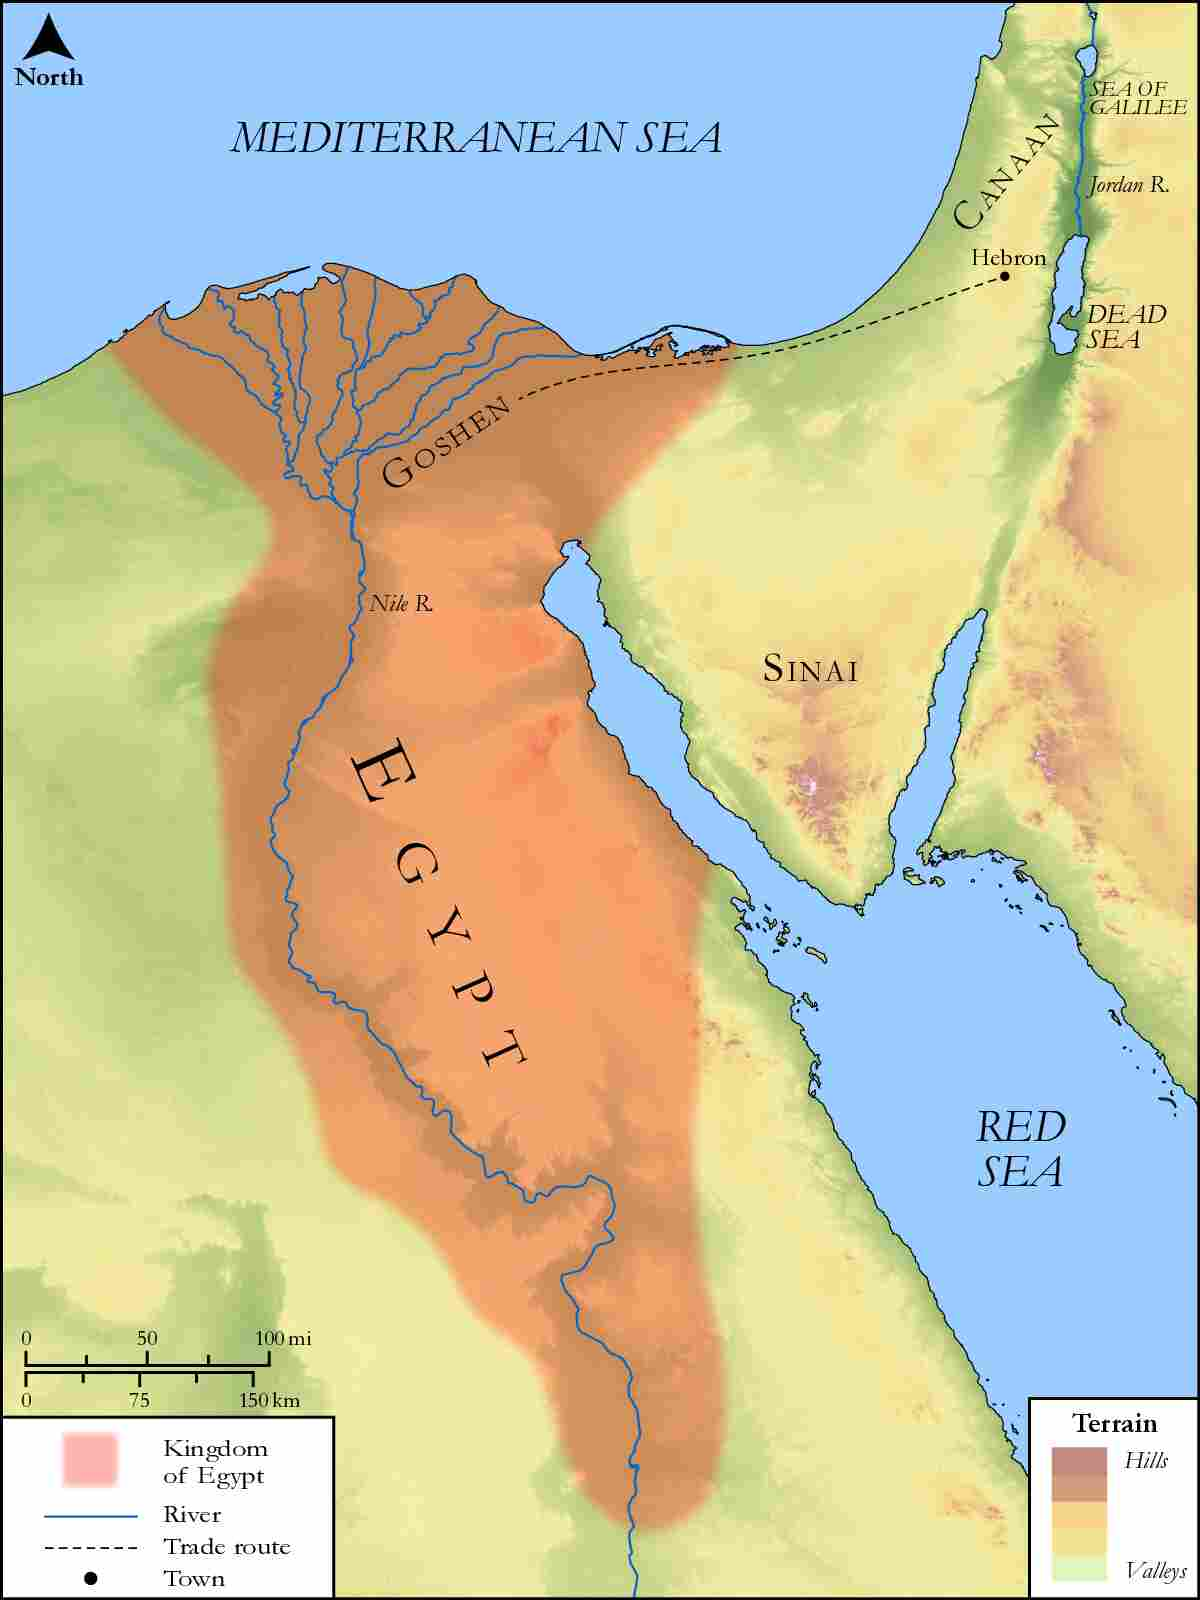 North
MEDITERRANEAN SEA
SEA OF
GALILEE
CANAAN
Jordan R.
Hebron
DEAD
SEA
GOSHEN
Nile R.
SINAI
EGYPT
RED
SEA
0 50 100 mi
0 75 150 km
Kingdom
of Egypt
River
Trade route
Town
Terrain
Hills
Valleys